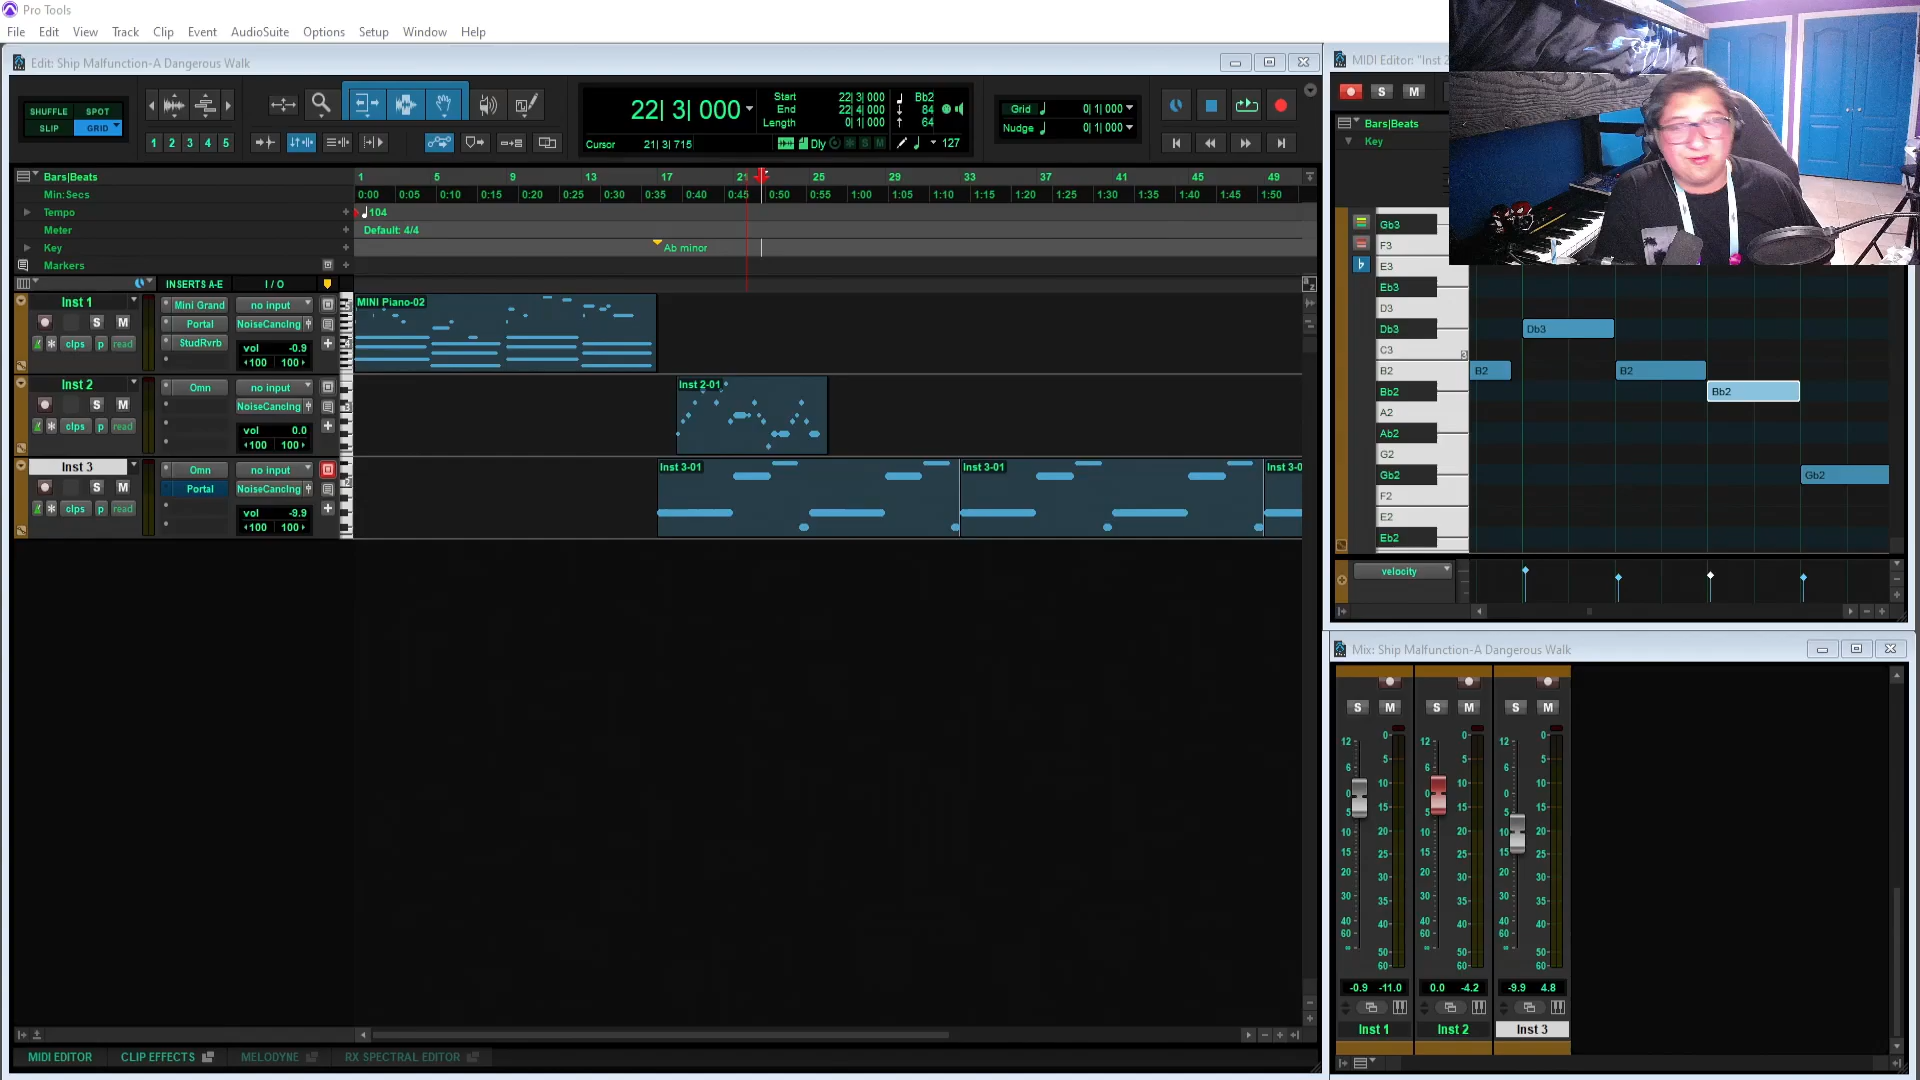 Pro Tools
File Edit View Track Clip Event AudioSuite Options Setup Window Help
Edit: Ship Malfunction-A Dangerous Walk
SHUFFLE SPOT
SLIP GRID
1 2 3 4 5
22| 3| 000
Start 22| 3| 000
End 22| 4| 000
Length 0| 1| 000
Bb2
84
64
Cursor 21| 3| 715
Dly
S M
127
Grid 0| 1| 000
Nudge 0| 1| 000
Bars|Beats
1 5 9 13 17 21 25 29 33 37 41 45 49
Min:Secs
0:00 0:05 0:10 0:15 0:20 0:25 0:30 0:35 0:40 0:45 0:50 0:55 1:00 1:05 1:10 1:15 1:20 1:25 1:30 1:35 1:40 1:45 1:50
Tempo
104
Meter
Default: 4/4
Key
Ab minor
Markers
INSERTS A-E I / O
Inst 1
S M
clps p read
Mini Grand
Portal
StudRvrb
no input
NoiseCancIng
vol -0.9
100 100
MINI Piano-02
Inst 2
S M
clps p read
Omn
no input
NoiseCancIng
vol 0.0
100 100
Inst 2-01
Inst 3
S M
clps p read
Omn
Portal
no input
NoiseCancIng
vol -9.9
100 100
Inst 3-01
Inst 3-01
Inst 3-0
MIDI EDITOR CLIP EFFECTS MELODYNE RX SPECTRAL EDITOR
MIDI Editor: "Inst 2
S M
Bars|Beats
Key
Gb3
F3
E3
Eb3
D3
Db3
C3
3
B2
Bb2
A2
Ab2
G2
Gb2
F2
E2
Eb2
Db3
B2 B2
Bb2
Gb2
velocity
Mix: Ship Malfunction-A Dangerous Walk
S M S M S M
12 6 0 5 10 15 20 30 40 60 ∞
0 5 10 15 20 25 30 35 40 50 60
12 6 0 5 10 15 20 30 40 60 ∞
0 5 10 15 20 25 30 35 40 50 60
12 6 0 5 10 15 20 30 40 60 ∞
0 5 10 15 20 25 30 35 40 50 60
-0.9 -11.0 0.0 -4.2 -9.9 4.8
Inst 1 Inst 2 Inst 3